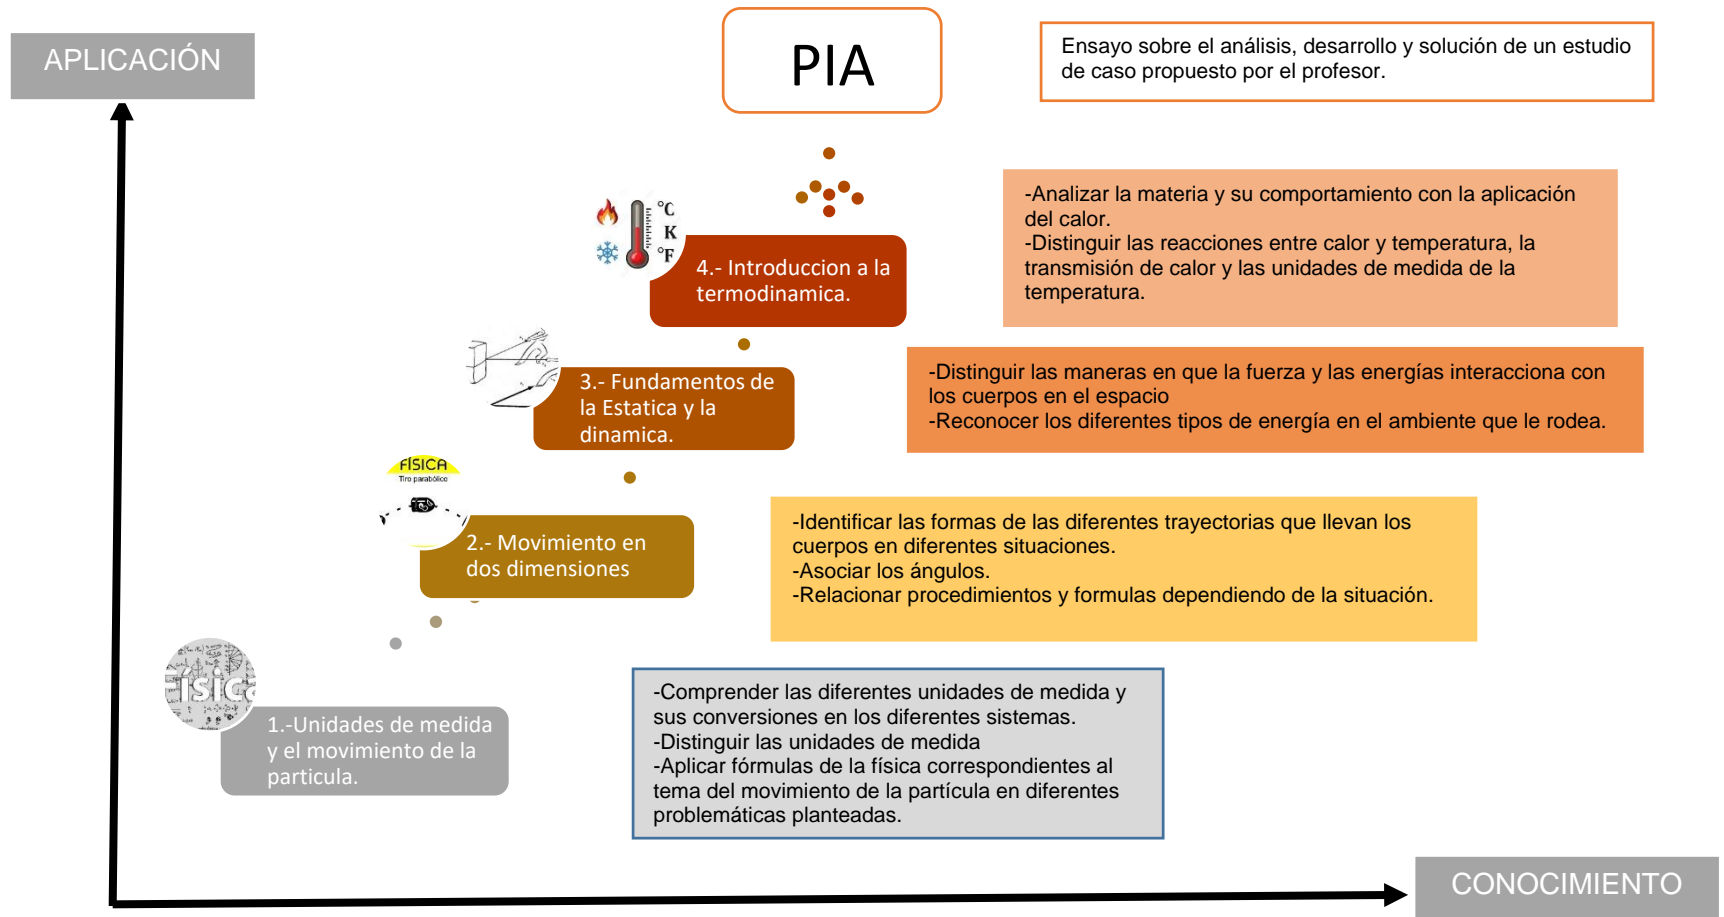 APLICACIÓN
PIA
Ensayo sobre el análisis, desarrollo y solución de un estudio
de caso propuesto por el profesor.
°C
K
°F
4.- Introduccion a la
termodinamica.
-Analizar la materia y su comportamiento con la aplicación
del calor.
-Distinguir las reacciones entre calor y temperatura, la
transmisión de calor y las unidades de medida de la
temperatura.
3.- Fundamentos de
la Estatica y la
dinamica.
-Distinguir las maneras en que la fuerza y las energías interacciona con
los cuerpos en el espacio
-Reconocer los diferentes tipos de energía en el ambiente que le rodea.
FÍSICA
Tiro parabólico
2.- Movimiento en
dos dimensiones
-Identificar las formas de las diferentes trayectorias que llevan los
cuerpos en diferentes situaciones.
-Asociar los ángulos.
-Relacionar procedimientos y formulas dependiendo de la situación.
Física
1.-Unidades de medida
y el movimiento de la
particula.
-Comprender las diferentes unidades de medida y
sus conversiones en los diferentes sistemas.
-Distinguir las unidades de medida
-Aplicar fórmulas de la física correspondientes al
tema del movimiento de la partícula en diferentes
problemáticas planteadas.
CONOCIMIENTO